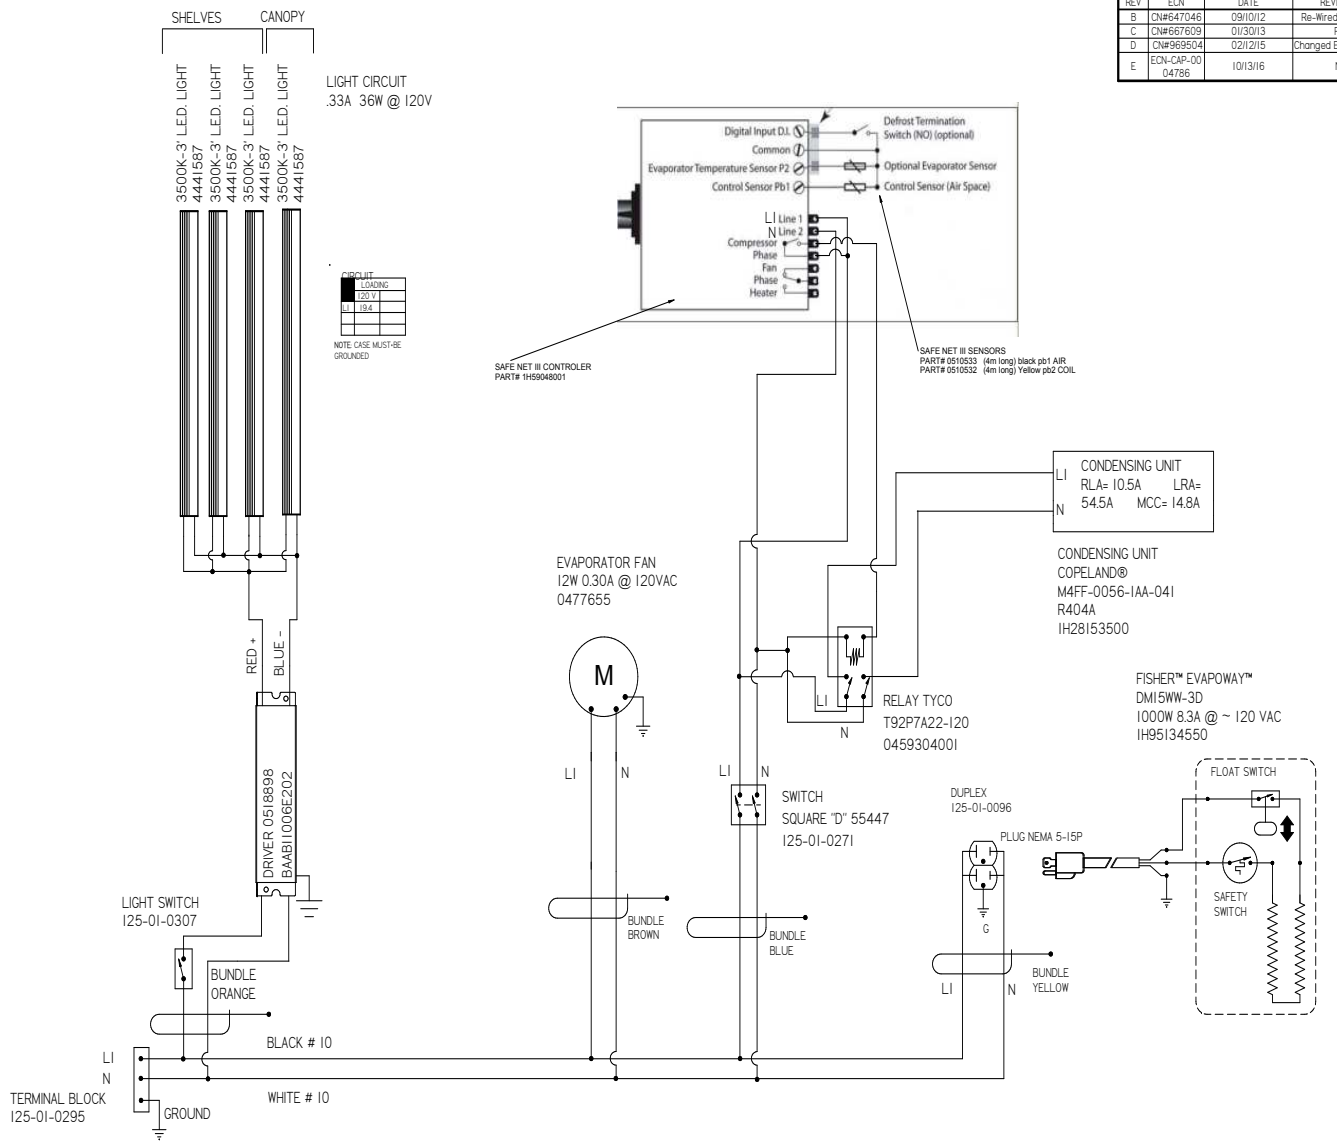 REV ECN DATE
B CN#647046 09/10/12 Re-Wired
C CN#667609 01/30/13
D CN#969504 02/12/15 Changed
E ECN-CAP-00 04786 10/13/16
SHELVES CANOPY
LIGHT CIRCUIT
.33A 36W @ 120V
3500K-3' L.E.D. LIGHT
4441587
3500K-3' L.E.D. LIGHT
4441587
3500K-3' L.E.D. LIGHT
4441587
3500K-3' L.E.D. LIGHT
4441587
CIRCUIT
LOADING
120 V
L1 19.4
NOTE: CASE MUST-BE
GROUNDED
Digital Input D.I.
Common
Evaporator Temperature Sensor P2
Control Sensor Pb1
Defrost Termination
Switch (NO) (optional)
Optional Evaporator Sensor
Control Sensor (Air Space)
L1 Line 1
N Line 2
Compressor
Phase
Fan
Phase
Heater
SAFE NET III CONTROLER
PART# 1H59048001
SAFE NET III SENSORS
PART# 0510533 (4m long) black pb1 AIR
PART# 0510532 (4m long) Yellow pb2 COIL
L1
N
CONDENSING UNIT
RLA= 10.5A LRA=
54.5A MCC= 14.8A
CONDENSING UNIT
COPELAND®
M4FF-0056-1AA-041
R404A
1H28153500
EVAPORATOR FAN
12W 0.30A @ 120VAC
0477655
M
L1 N
RED +
BLUE -
DRIVER 0518898
BAAB11006E202
L1
N
RELAY TYCO
T92P7A22-120
0459304001
L1 N
SWITCH
SQUARE "D" 55447
125-01-0271
FISHER™ EVAPOWAY™
DM15WW-3D
1000W 8.3A @ ~ 120 VAC
1H95134550
FLOAT SWITCH
SAFETY
SWITCH
DUPLEX
125-01-0096
PLUG NEMA 5-15P
G
LIGHT SWITCH
125-01-0307
BUNDLE
ORANGE
BUNDLE
BROWN
BUNDLE
BLUE
BUNDLE
YELLOW
L1 N
BLACK # 10
WHITE # 10
L1
N
GROUND
TERMINAL BLOCK
125-01-0295